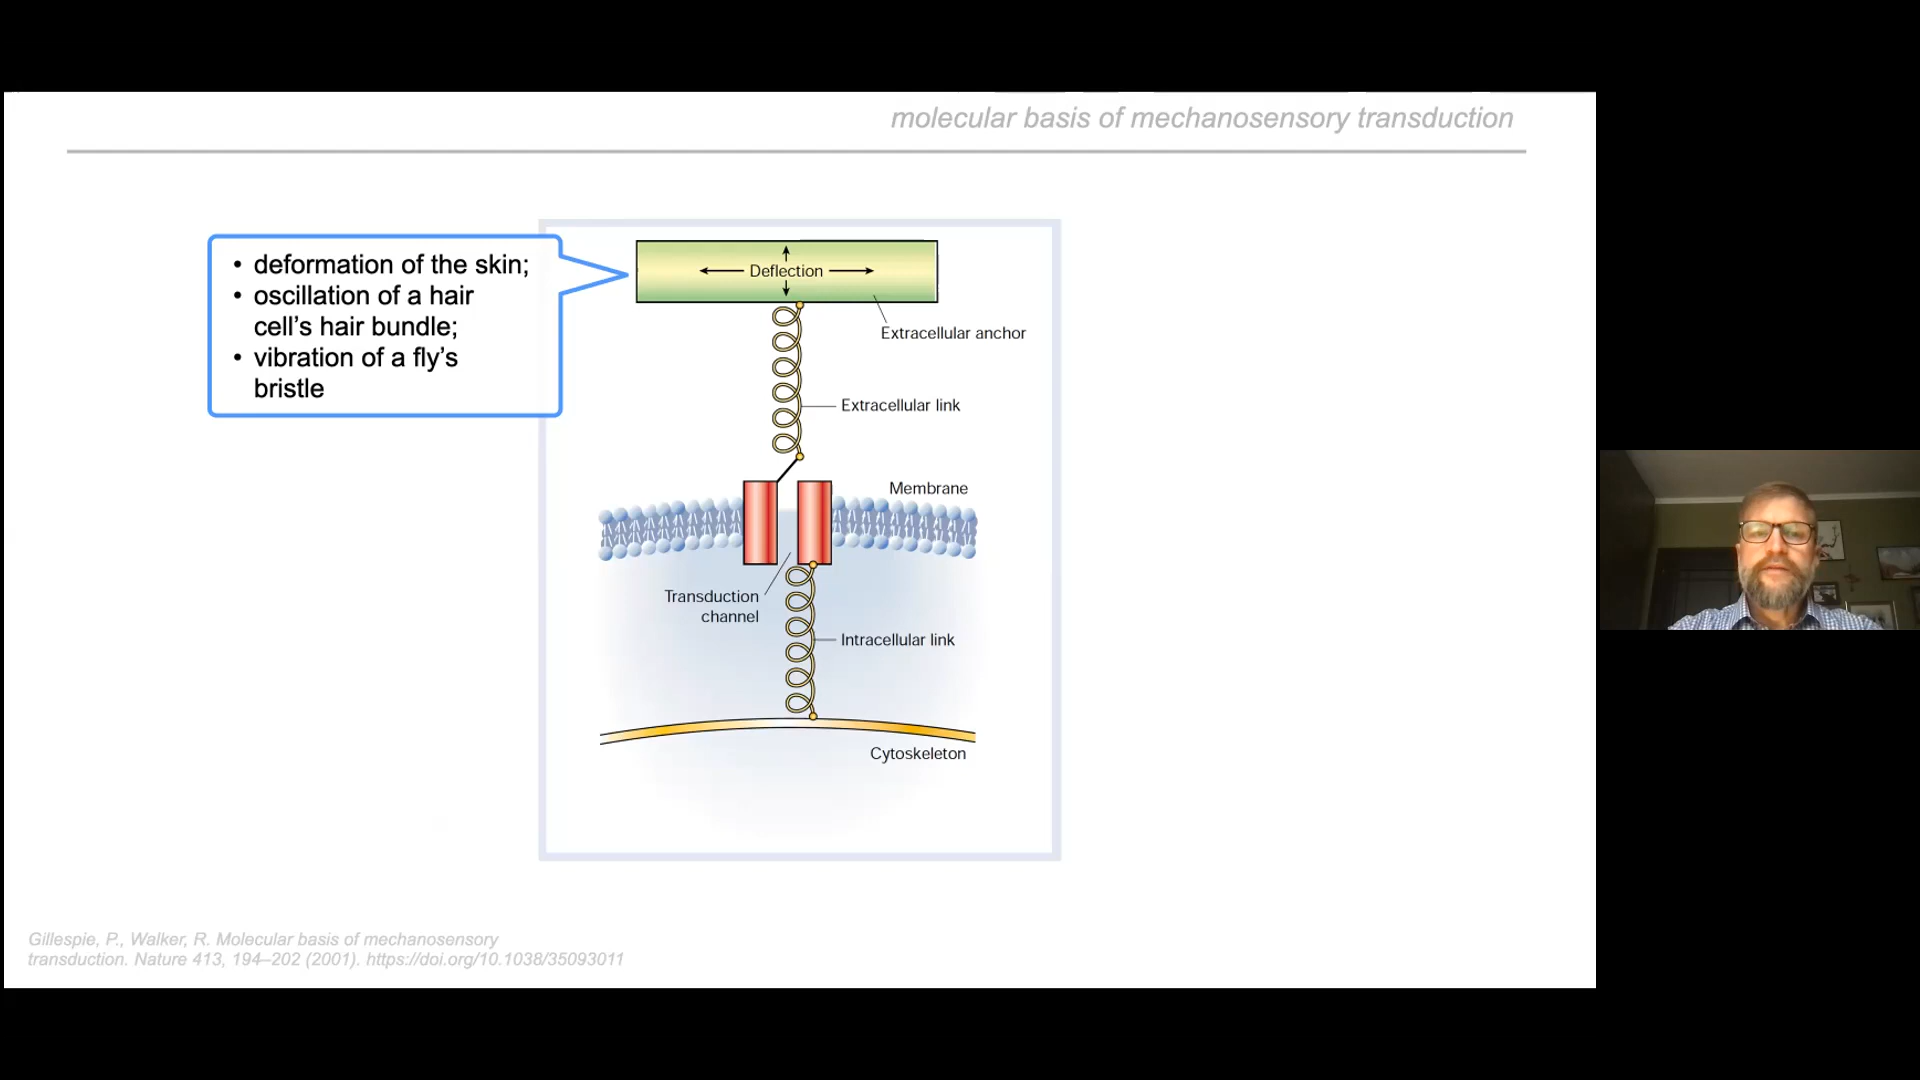 molecular basis of mechanosensory transduction
• deformation of the skin;
• oscillation of a hair
cell's hair bundle;
• vibration of a fly's
bristle
Deflection
Extracellular anchor
Extracellular link
Membrane
Transduction
channel
Intracellular link
Cytoskeleton
Gillespie, P., Walker, R. Molecular basis of mechanosensory
transduction. Nature 413, 194–202 (2001). https://doi.org/10.1038/35093011